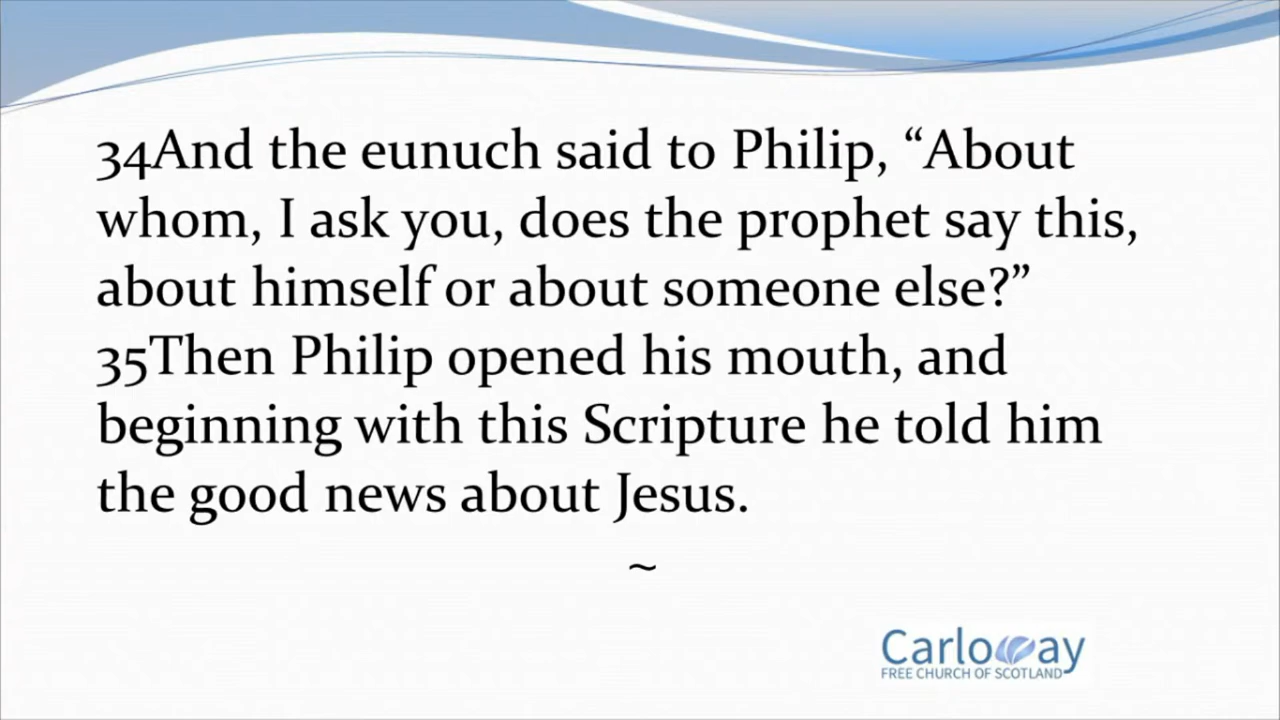 34And the eunuch said to Philip, “About
whom, I ask you, does the prophet say this,
about himself or about someone else?”
35Then Philip opened his mouth, and
beginning with this Scripture he told him
the good news about Jesus.
~
Carloway
FREE CHURCH OF SCOTLAND